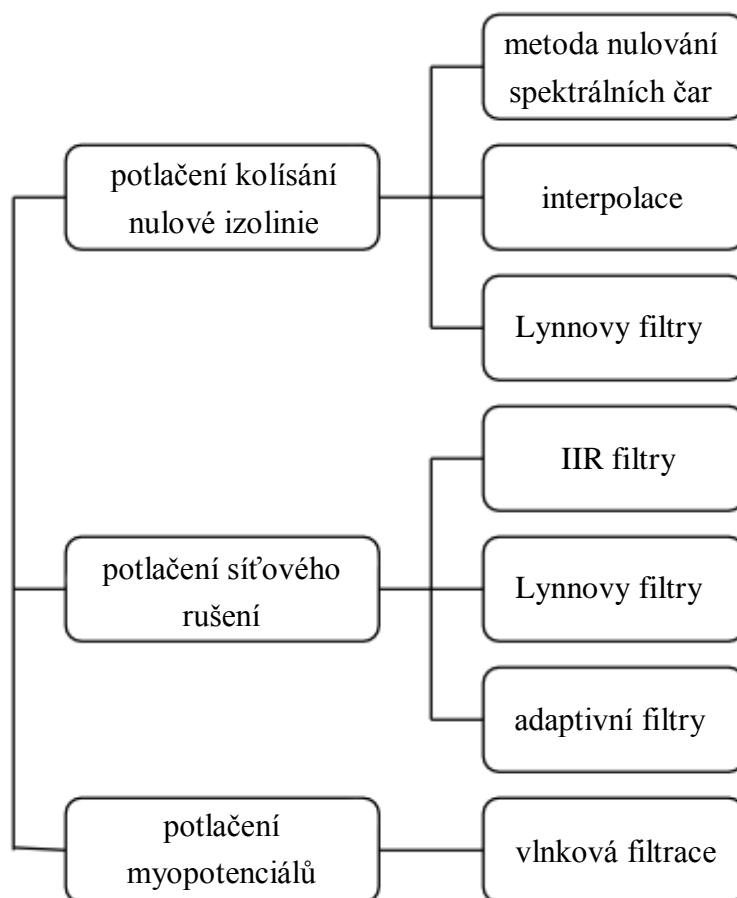 metoda nulování
spektrálních čar
potlačení kolísání
nulové izolinie
interpolace
Lynnovy filtry
IIR filtry
potlačení síťového
rušení
Lynnovy filtry
adaptivní filtry
potlačení
myopotenciálů
vlnková filtrace